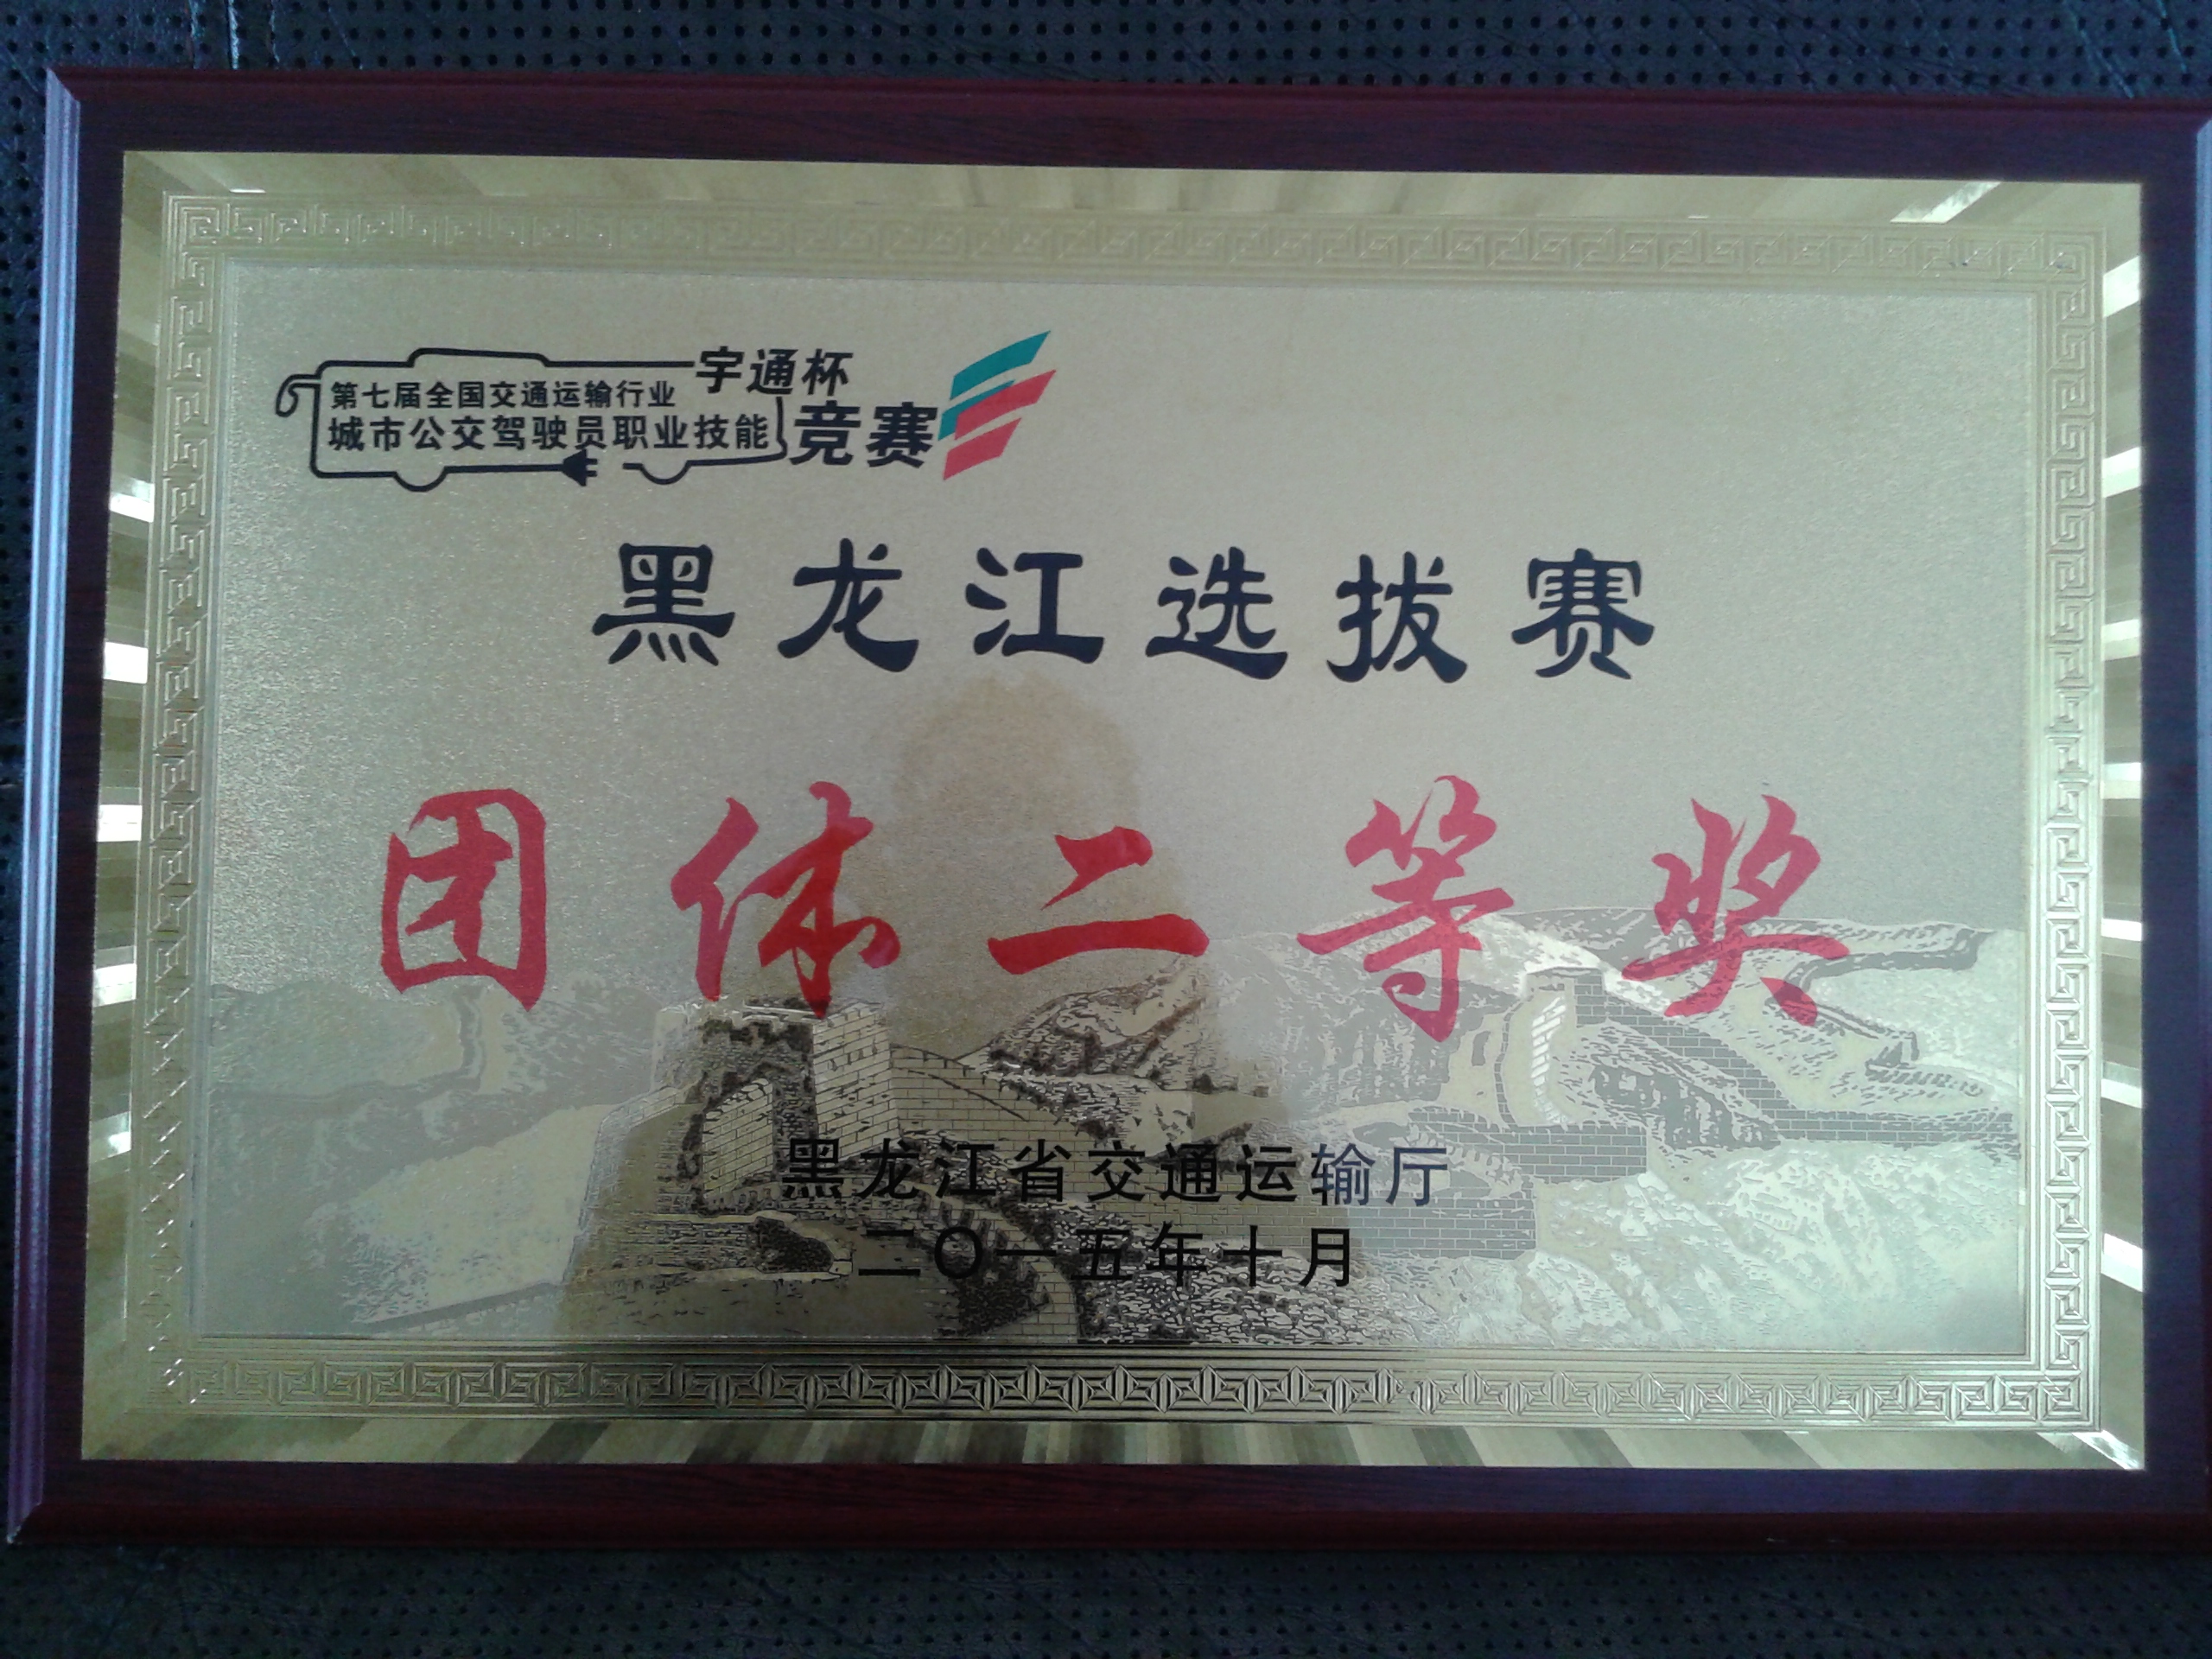 宇通杯
第七届全国交通运输行业
城市公交驾驶员职业技能竞赛
黑龙江选拔赛
团体二等奖
黑龙江省交通运输厅
二〇一五年十月